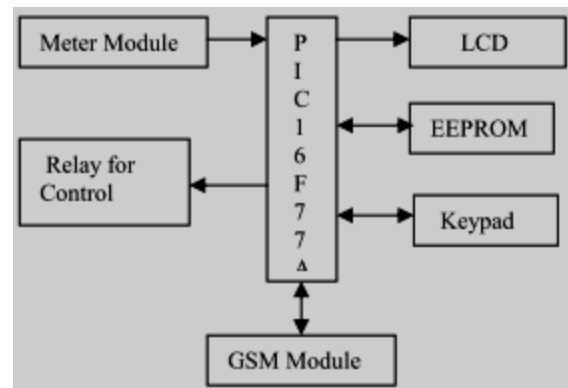 Meter Module
P
I
C
1
6
F
7
7
A
LCD
EEPROM
Relay for
Control
Keypad
GSM Module